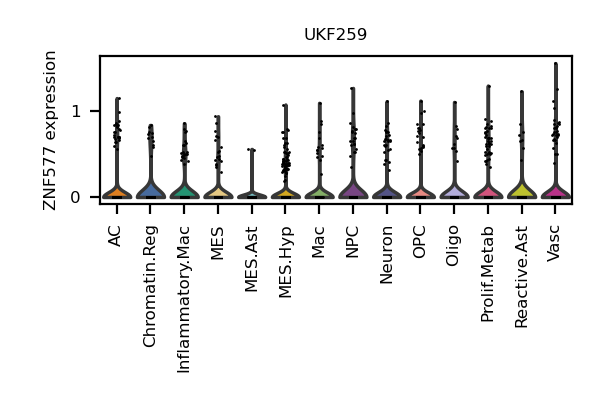 UKF259
ZNF577 expression
1
0
AC
Chromatin.Reg
Inflammatory.Mac
MES
MES.Ast
MES.Hyp
Mac
NPC
Neuron
OPC
Oligo
Prolif.Metab
Reactive.Ast
Vasc